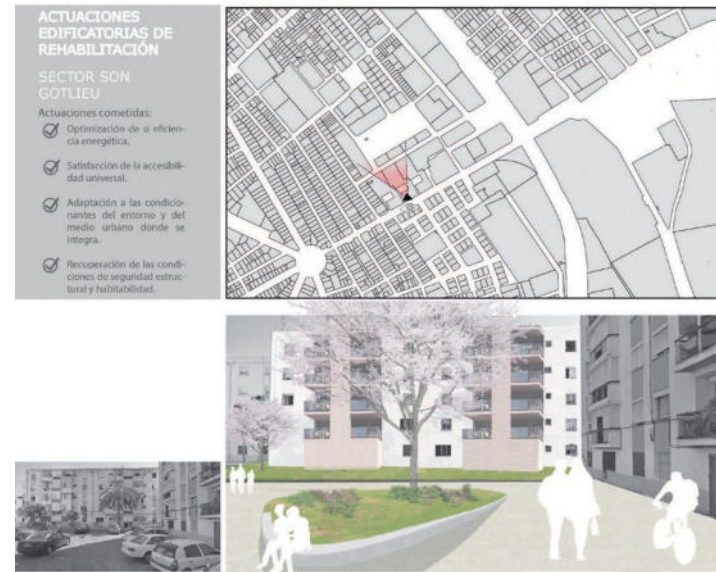 ACTUACIONES
EDIFICATORIAS DE
REHABILITACIÓN
SECTOR SON
GOTLIEU
Actuaciones cometidas:
Optimización de si eficien-
cia energética.
Satisfacción de la accesibili-
dad universal.
Adaptación a las condicio-
nantes del entorno y del
medio urbano donde se
integra.
Recuperación de las condi-
ciones de seguridad estruc-
tural y habitabilidad.